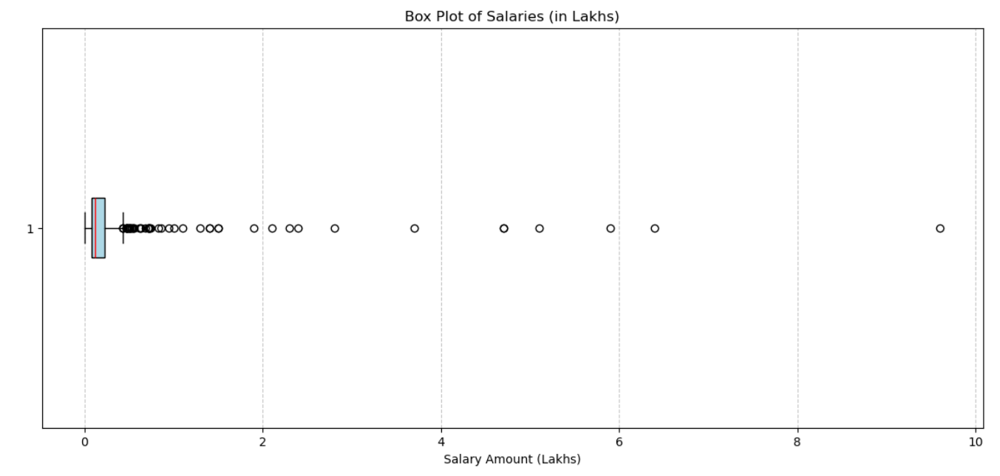 Box Plot of Salaries (in Lakhs)
1
0 2 4 6 8 10
Salary Amount (Lakhs)